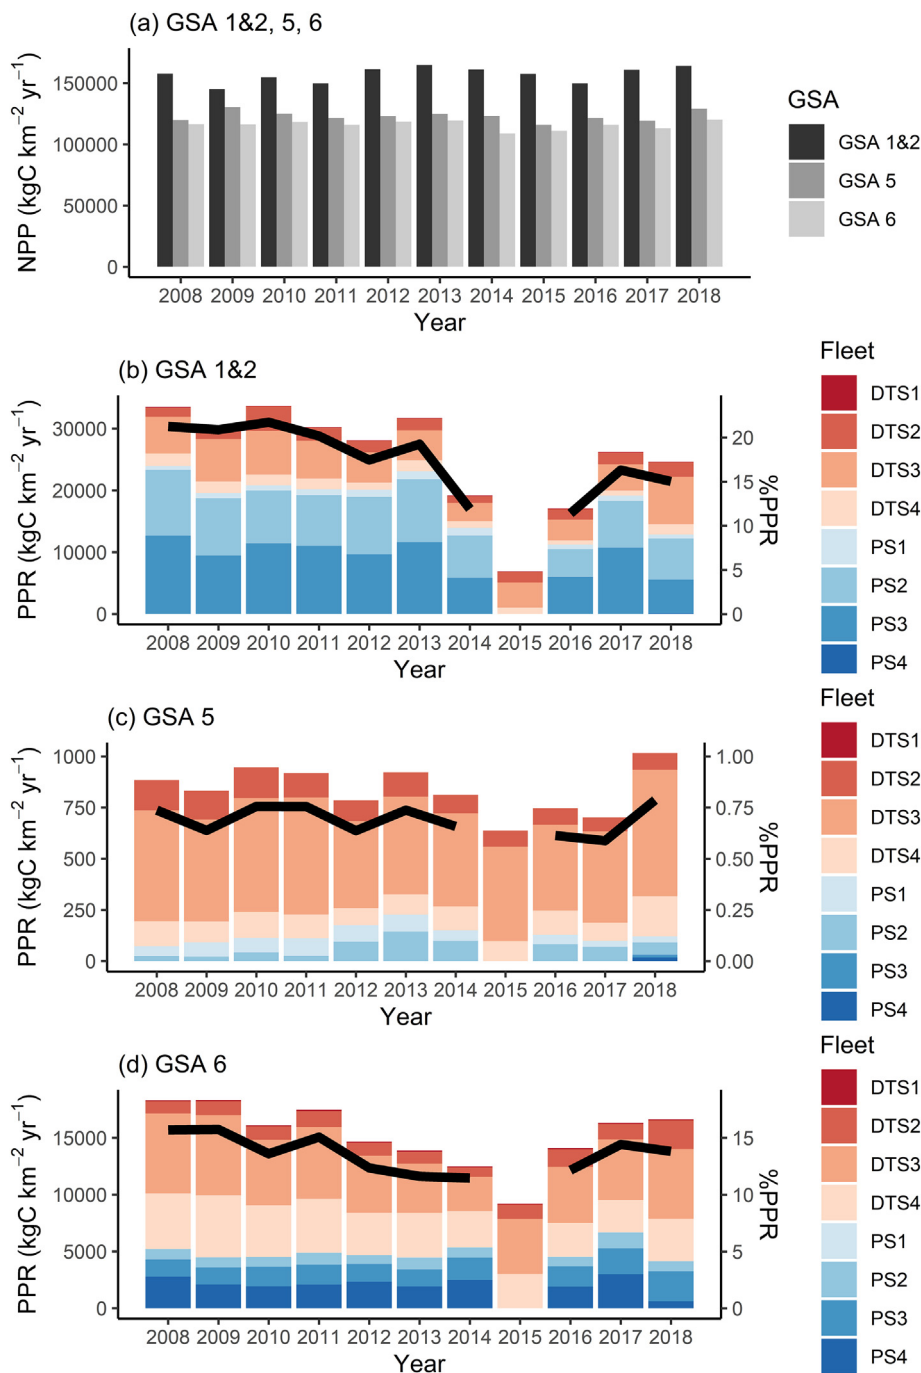 (a) GSA 1&2, 5, 6
NPP (kgC km⁻² yr⁻¹)
150000
100000
50000
0
2008 2009 2010 2011 2012 2013 2014 2015 2016 2017 2018
Year
GSA
GSA 1&2
GSA 5
GSA 6
(b) GSA 1&2
PPR (kgC km⁻² yr⁻¹)
30000
20000
10000
0
20
15
10
5
0
%PPR
2008 2009 2010 2011 2012 2013 2014 2015 2016 2017 2018
Year
Fleet
DTS1
DTS2
DTS3
DTS4
PS1
PS2
PS3
PS4
(c) GSA 5
PPR (kgC km⁻² yr⁻¹)
1000
750
500
250
0
1.00
0.75
0.50
0.25
0.00
%PPR
2008 2009 2010 2011 2012 2013 2014 2015 2016 2017 2018
Year
Fleet
DTS1
DTS2
DTS3
DTS4
PS1
PS2
PS3
PS4
(d) GSA 6
PPR (kgC km⁻² yr⁻¹)
15000
10000
5000
0
15
10
5
0
%PPR
2008 2009 2010 2011 2012 2013 2014 2015 2016 2017 2018
Year
Fleet
DTS1
DTS2
DTS3
DTS4
PS1
PS2
PS3
PS4